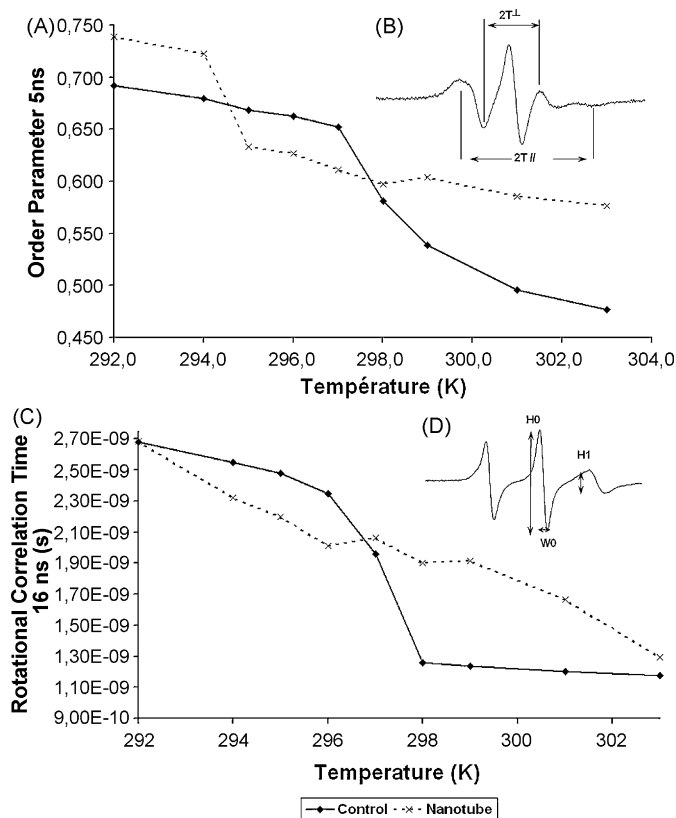 (A)
0,750
0,700
0,650
0,600
0,550
0,500
0,450
Order Parameter 5ns
292,0 294,0 296,0 298,0 300,0 302,0 304,0
Température (K)
(B)
2T⊥
2T//
(C)
2,70E-09
2,50E-09
2,30E-09
2,10E-09
1,90E-09
1,70E-09
1,50E-09
1,30E-09
1,10E-09
9,00E-10
Rotational Correlation Time
16 ns (s)
292 294 296 298 300 302
Temperature (K)
(D)
H0
H1
W0
Control Nanotube